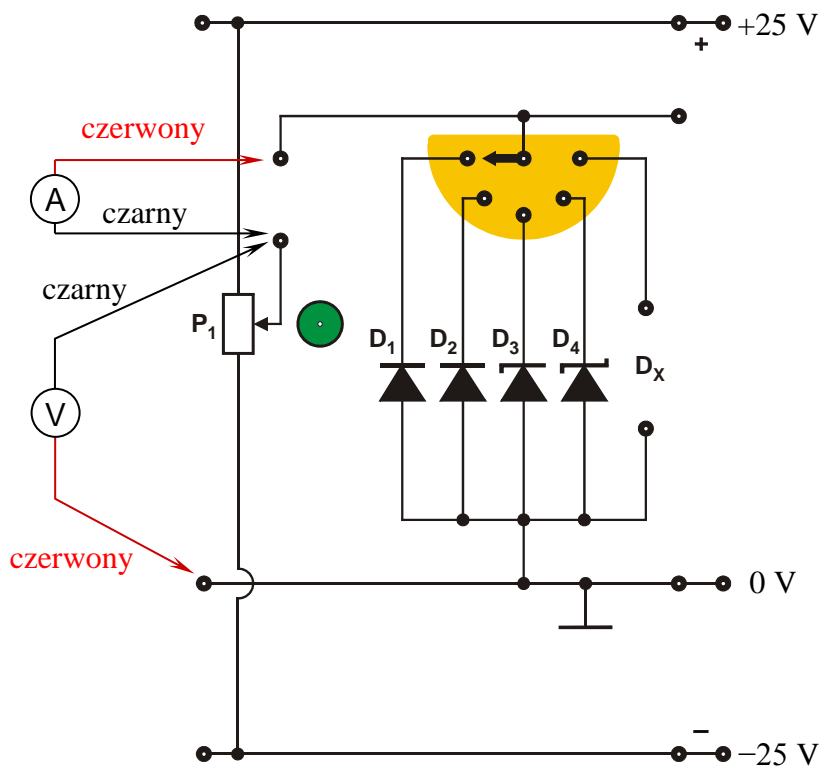 +25 V
+
czerwony
A
czarny
czarny
P1
D1 D2 D3 D4
DX
V
czerwony
0 V
−
−25 V